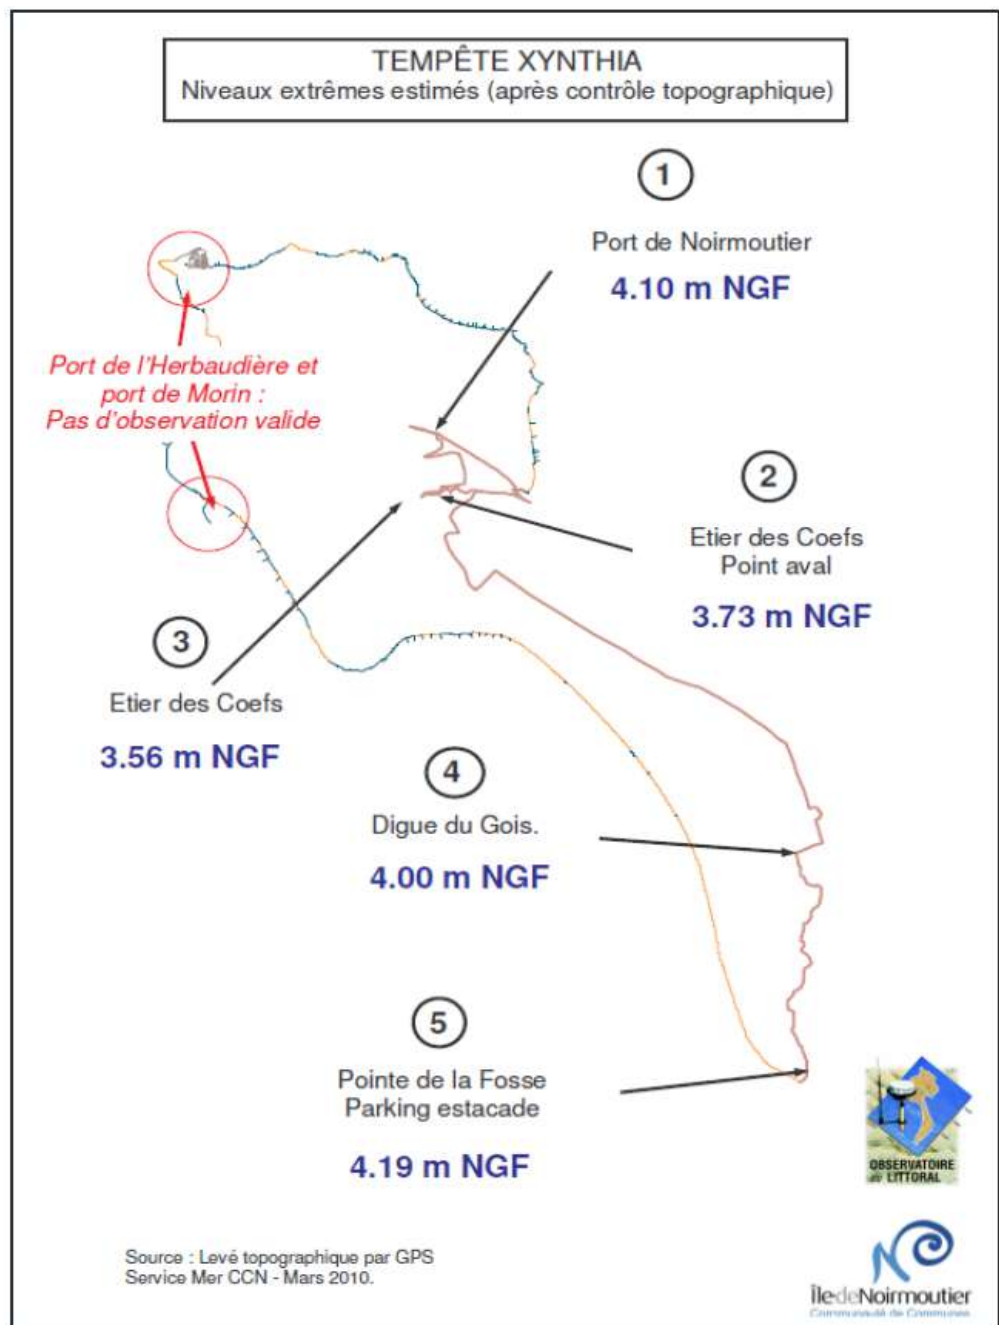 TEMPÊTE XYNTHIA
Niveaux extrêmes estimés (après contrôle topographique)
1
Port de Noirmoutier
4.10 m NGF
Port de l'Herbaudière et
port de Morin :
Pas d'observation valide
2
Etier des Coefs
Point aval
3.73 m NGF
3
Etier des Coefs
3.56 m NGF
4
Digue du Gois.
4.00 m NGF
5
Pointe de la Fosse
Parking estacade
4.19 m NGF
OBSERVATOIRE
du LITTORAL
Source : Levé topographique par GPS
Service Mer CCN - Mars 2010.
ÎledeNoirmoutier
Communauté de Communes